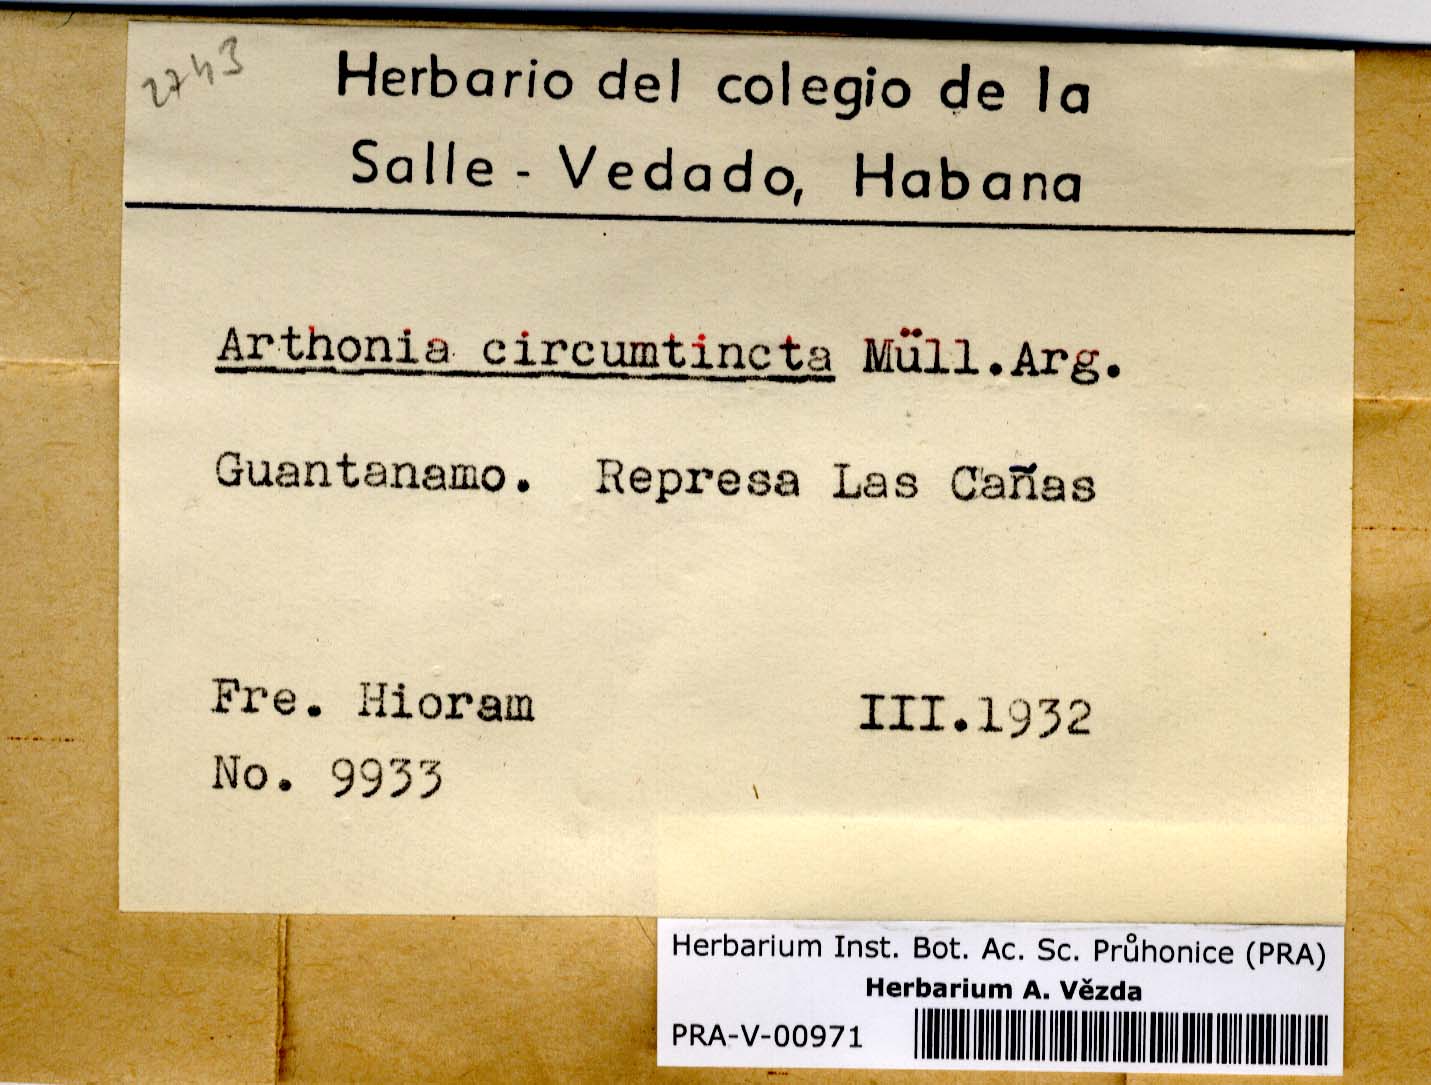 2743
Herbario del colegio de la
Salle - Vedado, Habana
Arthonia circumtincta Müll.Arg.
Guantanamo. Represa Las Cañas
Fre. Hioram III.1932
No. 9933
Herbarium Inst. Bot. Ac. Sc. Průhonice (PRA)
Herbarium A. Vězda
PRA-V-00971